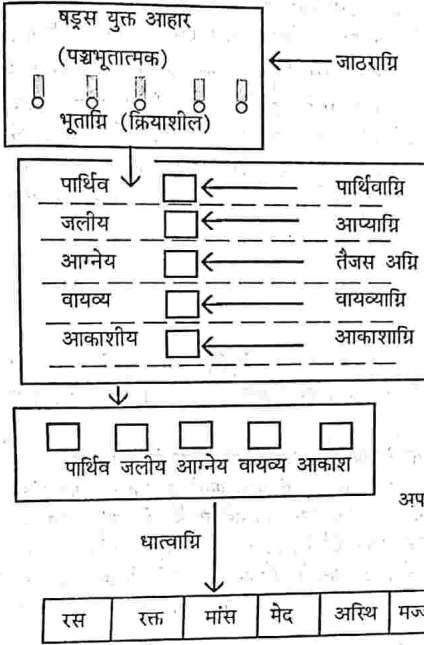 षड्रस युक्त आहार
(पञ्चभूतात्मक)
जाठराग्नि
भूताग्नि (क्रियाशील)
पार्थिव पार्थिवाग्नि
जलीय आप्याग्नि
आग्नेय तैजस अग्नि
वायव्य वायव्याग्नि
आकाशीय आकाशाग्नि
पार्थिव जलीय आग्नेय वायव्य आकाश
धात्वाग्नि
रस रक्त मांस मेद अस्थि